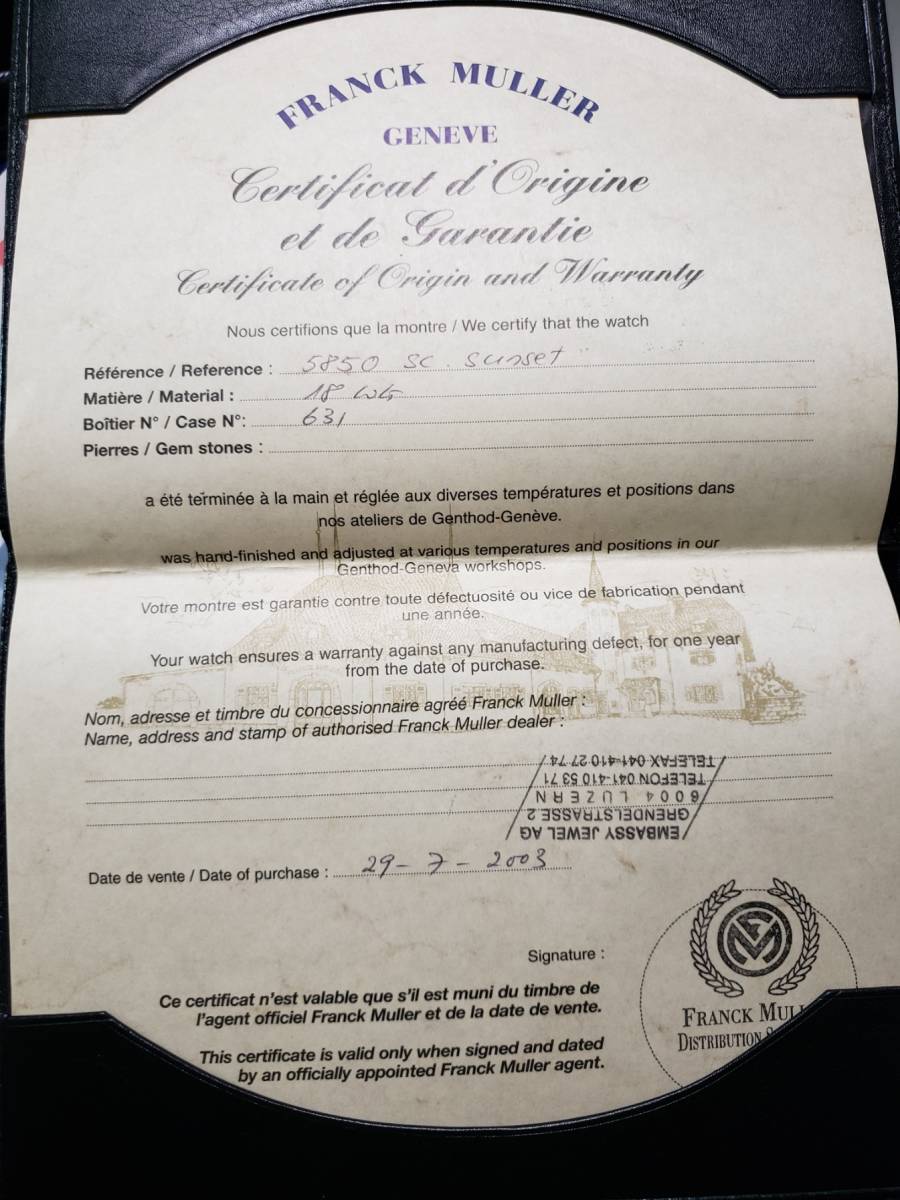 FRANCK MULLER
GENEVE
Certificat d'Origine
et de Garantie
Certificate of Origin and Warranty
Nous certifions que la montre / We certify that the watch
Référence / Reference : 5850 SC. Sunset
Matière / Material : 18 WG
Boîtier N° / Case N°: 631
Pierres / Gem stones :
a été terminée à la main et réglée aux diverses températures et positions dans
nos ateliers de Genthod-Genève.
was hand-finished and adjusted at various temperatures and positions in our
Genthod-Geneva workshops.
Votre montre est garantie contre toute défectuosité ou vice de fabrication pendant
une année.
Your watch ensures a warranty against any manufacturing defect, for one year
from the date of purchase.
Nom, adresse et timbre du concessionnaire agréé Franck Muller :
Name, address and stamp of authorised Franck Muller dealer :
EMBASSY JEWEL AG
GRENDELSTRASSE 2
6004 LUZERN
TELEFON 041-410 53 71
TELEFAX 041-410 27 74
Date de vente / Date of purchase : 29-7-2003
Signature :
Ce certificat n'est valable que s'il est muni du timbre de
l'agent officiel Franck Muller et de la date de vente.
This certificate is valid only when signed and dated
by an officially appointed Franck Muller agent.
FRANCK MUL
DISTRIBUTION